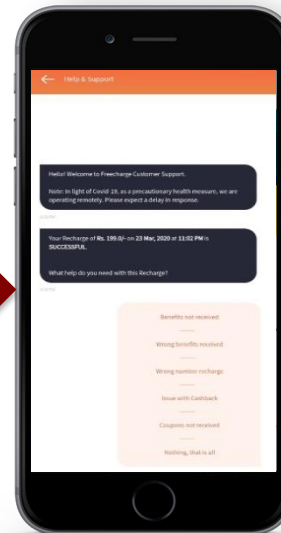 Help & Support
Hello! Welcome to Freecharge Customer Support.
Note: In light of Covid-19, as a precautionary health measure, we are
operating remotely. Please expect a delay in response.
Your Recharge of Rs. 199.0/- on 23 Mar, 2020 at 11:02 PM is
SUCCESSFUL.
What help do you need with this Recharge?
Benefits not received
Wrong benefits received
Wrong number recharge
Issue with Cashback
Coupons not received
Nothing, that is all